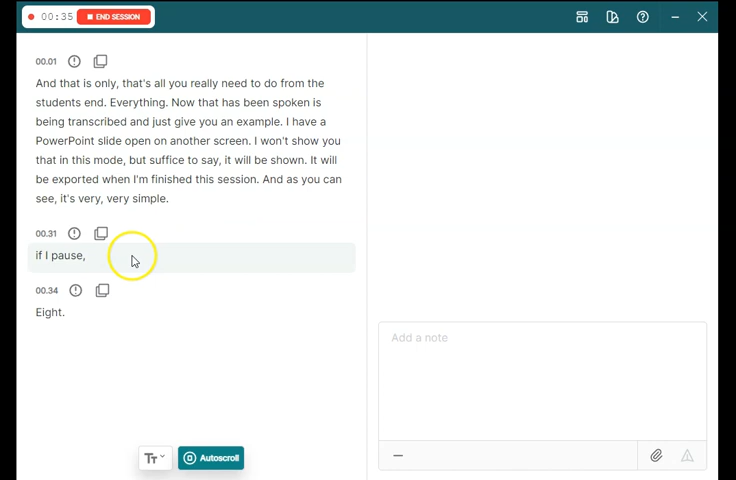 00:35 END SESSION
00.01
And that is only, that's all you really need to do from the
students end. Everything. Now that has been spoken is
being transcribed and just give you an example. I have a
PowerPoint slide open on another screen. I won't show you
that in this mode, but suffice to say, it will be shown. It will
be exported when I'm finished this session. And as you can
see, it's very, very simple.
00.31
if I pause,
00.34
Eight.
Add a note
TT Autoscroll